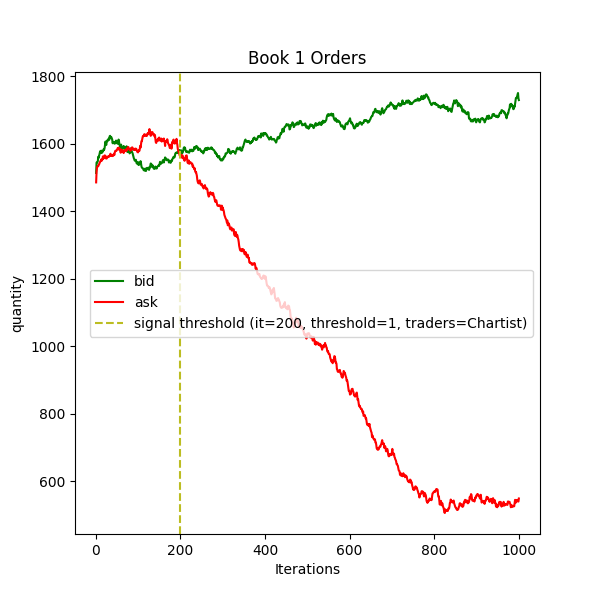 Book 1 Orders
1800
1600
1400
1200
1000
800
600
quantity
bid
ask
signal threshold (it=200, threshold=1, traders=Chartist)
0 200 400 600 800 1000
Iterations